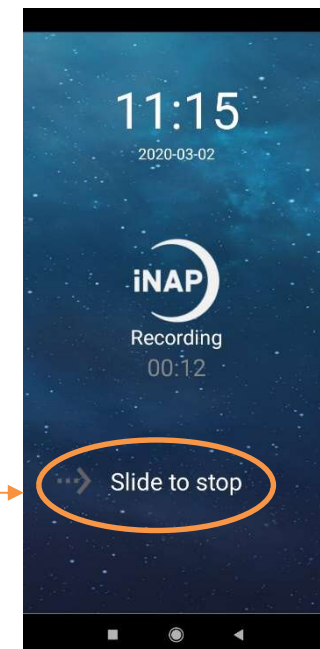 11:15
2020-03-02
iNAP
Recording
00:12
Slide to stop